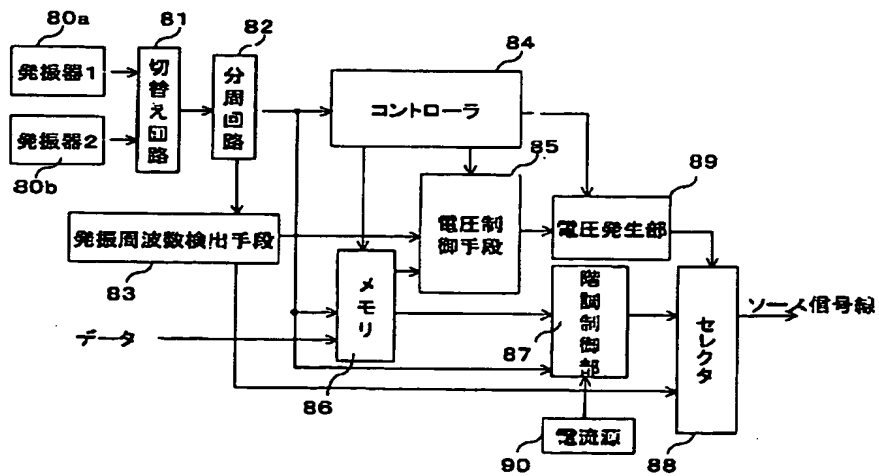 80a
発振器1
発振器2
80b
81
切替え回路
82
分周回路
84
コントローラ
85
電圧制
御手段
89
電圧発生部
発振周波数検出手段
83
メモリ
86
データ
階調制御部
87
ソース信号線
セレクタ
88
90
電流源